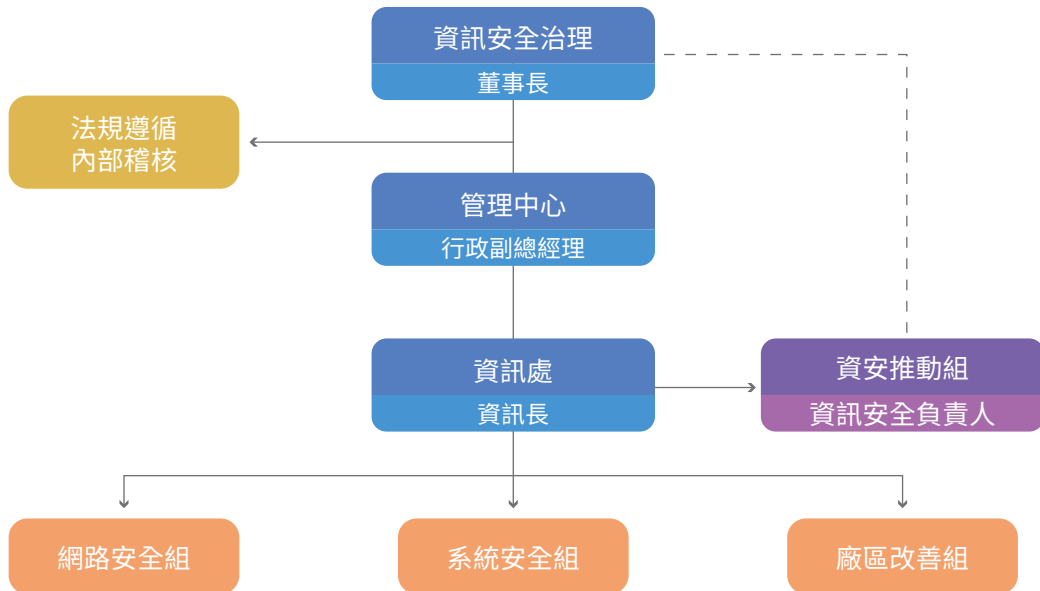 資訊安全治理
董事長
法規遵循
內部稽核
管理中心
行政副總經理
資訊處
資訊長
資安推動組
資訊安全負責人
網路安全組
系統安全組
廠區改善組